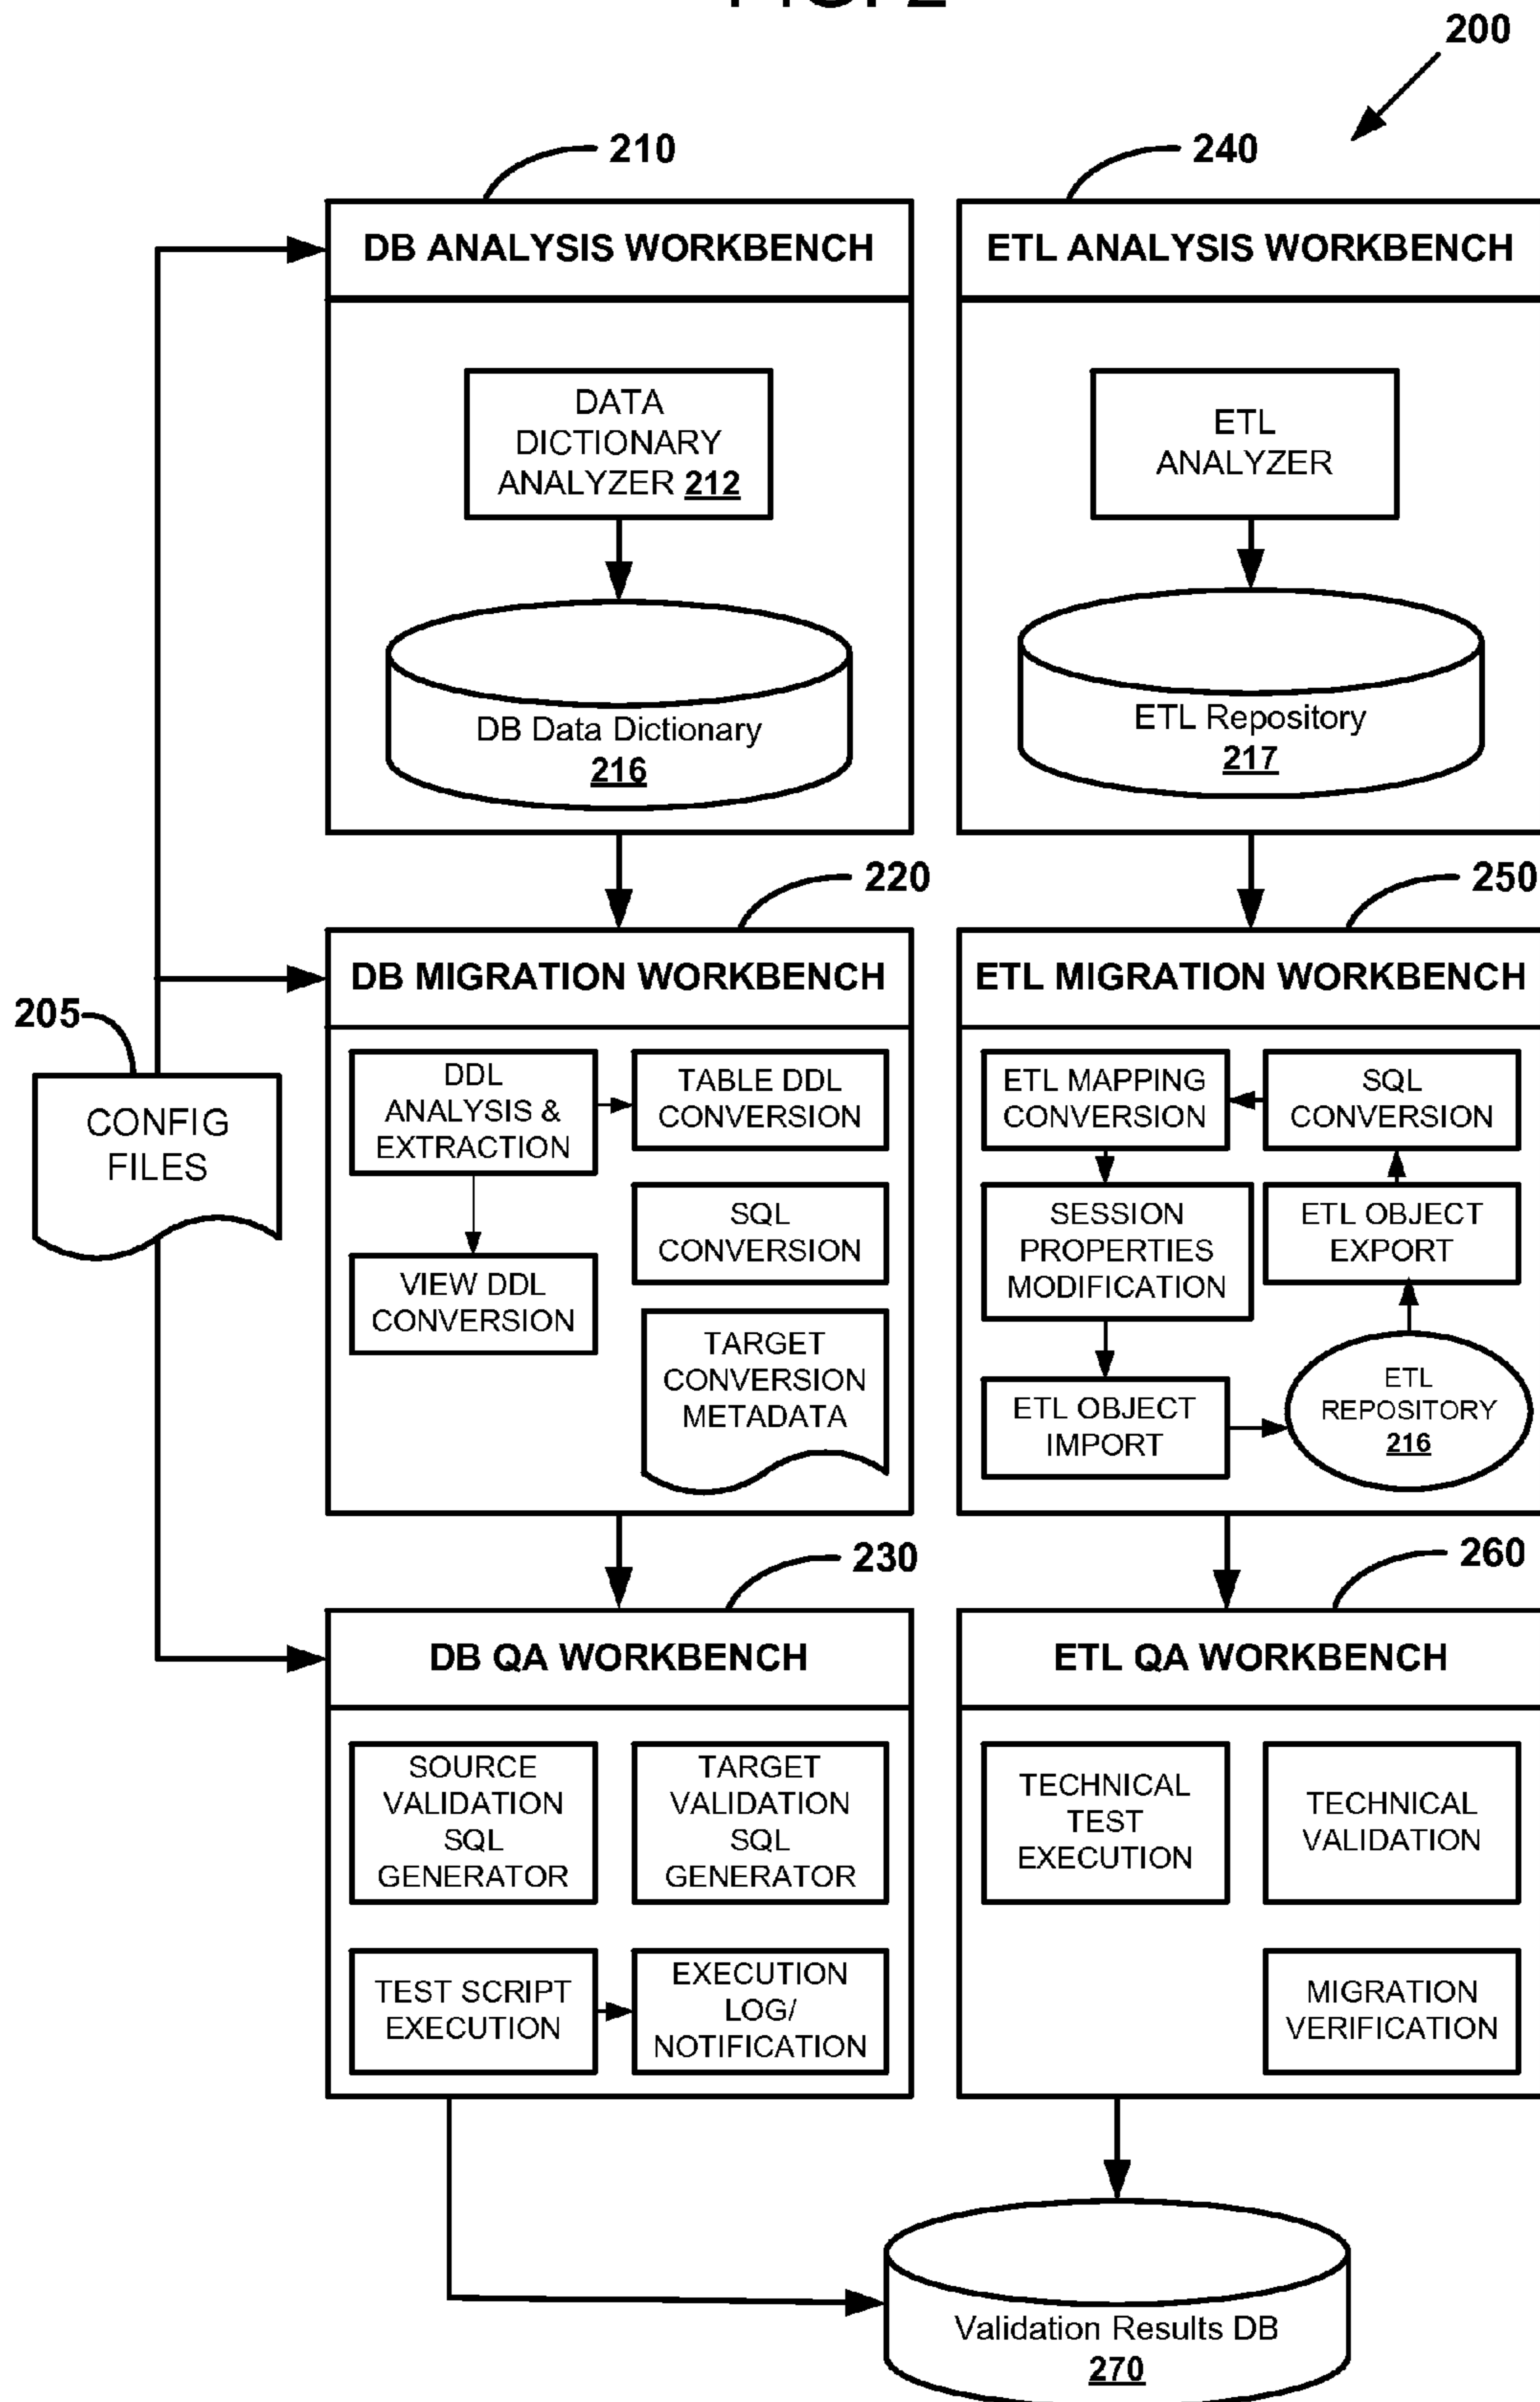 200
210
240
DB ANALYSIS WORKBENCH
ETL ANALYSIS WORKBENCH
DATA
DICTIONARY
ANALYZER 212
ETL
ANALYZER
DB Data Dictionary
216
ETL Repository
217
220
250
DB MIGRATION WORKBENCH
ETL MIGRATION WORKBENCH
205
CONFIG
FILES
DDL
ANALYSIS &
EXTRACTION
TABLE DDL
CONVERSION
SQL
CONVERSION
VIEW DDL
CONVERSION
TARGET
CONVERSION
METADATA
ETL MAPPING
CONVERSION
SQL
CONVERSION
SESSION
PROPERTIES
MODIFICATION
ETL OBJECT
EXPORT
ETL OBJECT
IMPORT
ETL
REPOSITORY
216
230
260
DB QA WORKBENCH
ETL QA WORKBENCH
SOURCE
VALIDATION
SQL
GENERATOR
TARGET
VALIDATION
SQL
GENERATOR
TEST SCRIPT
EXECUTION
EXECUTION
LOG/
NOTIFICATION
TECHNICAL
TEST
EXECUTION
TECHNICAL
VALIDATION
MIGRATION
VERIFICATION
Validation Results DB
270